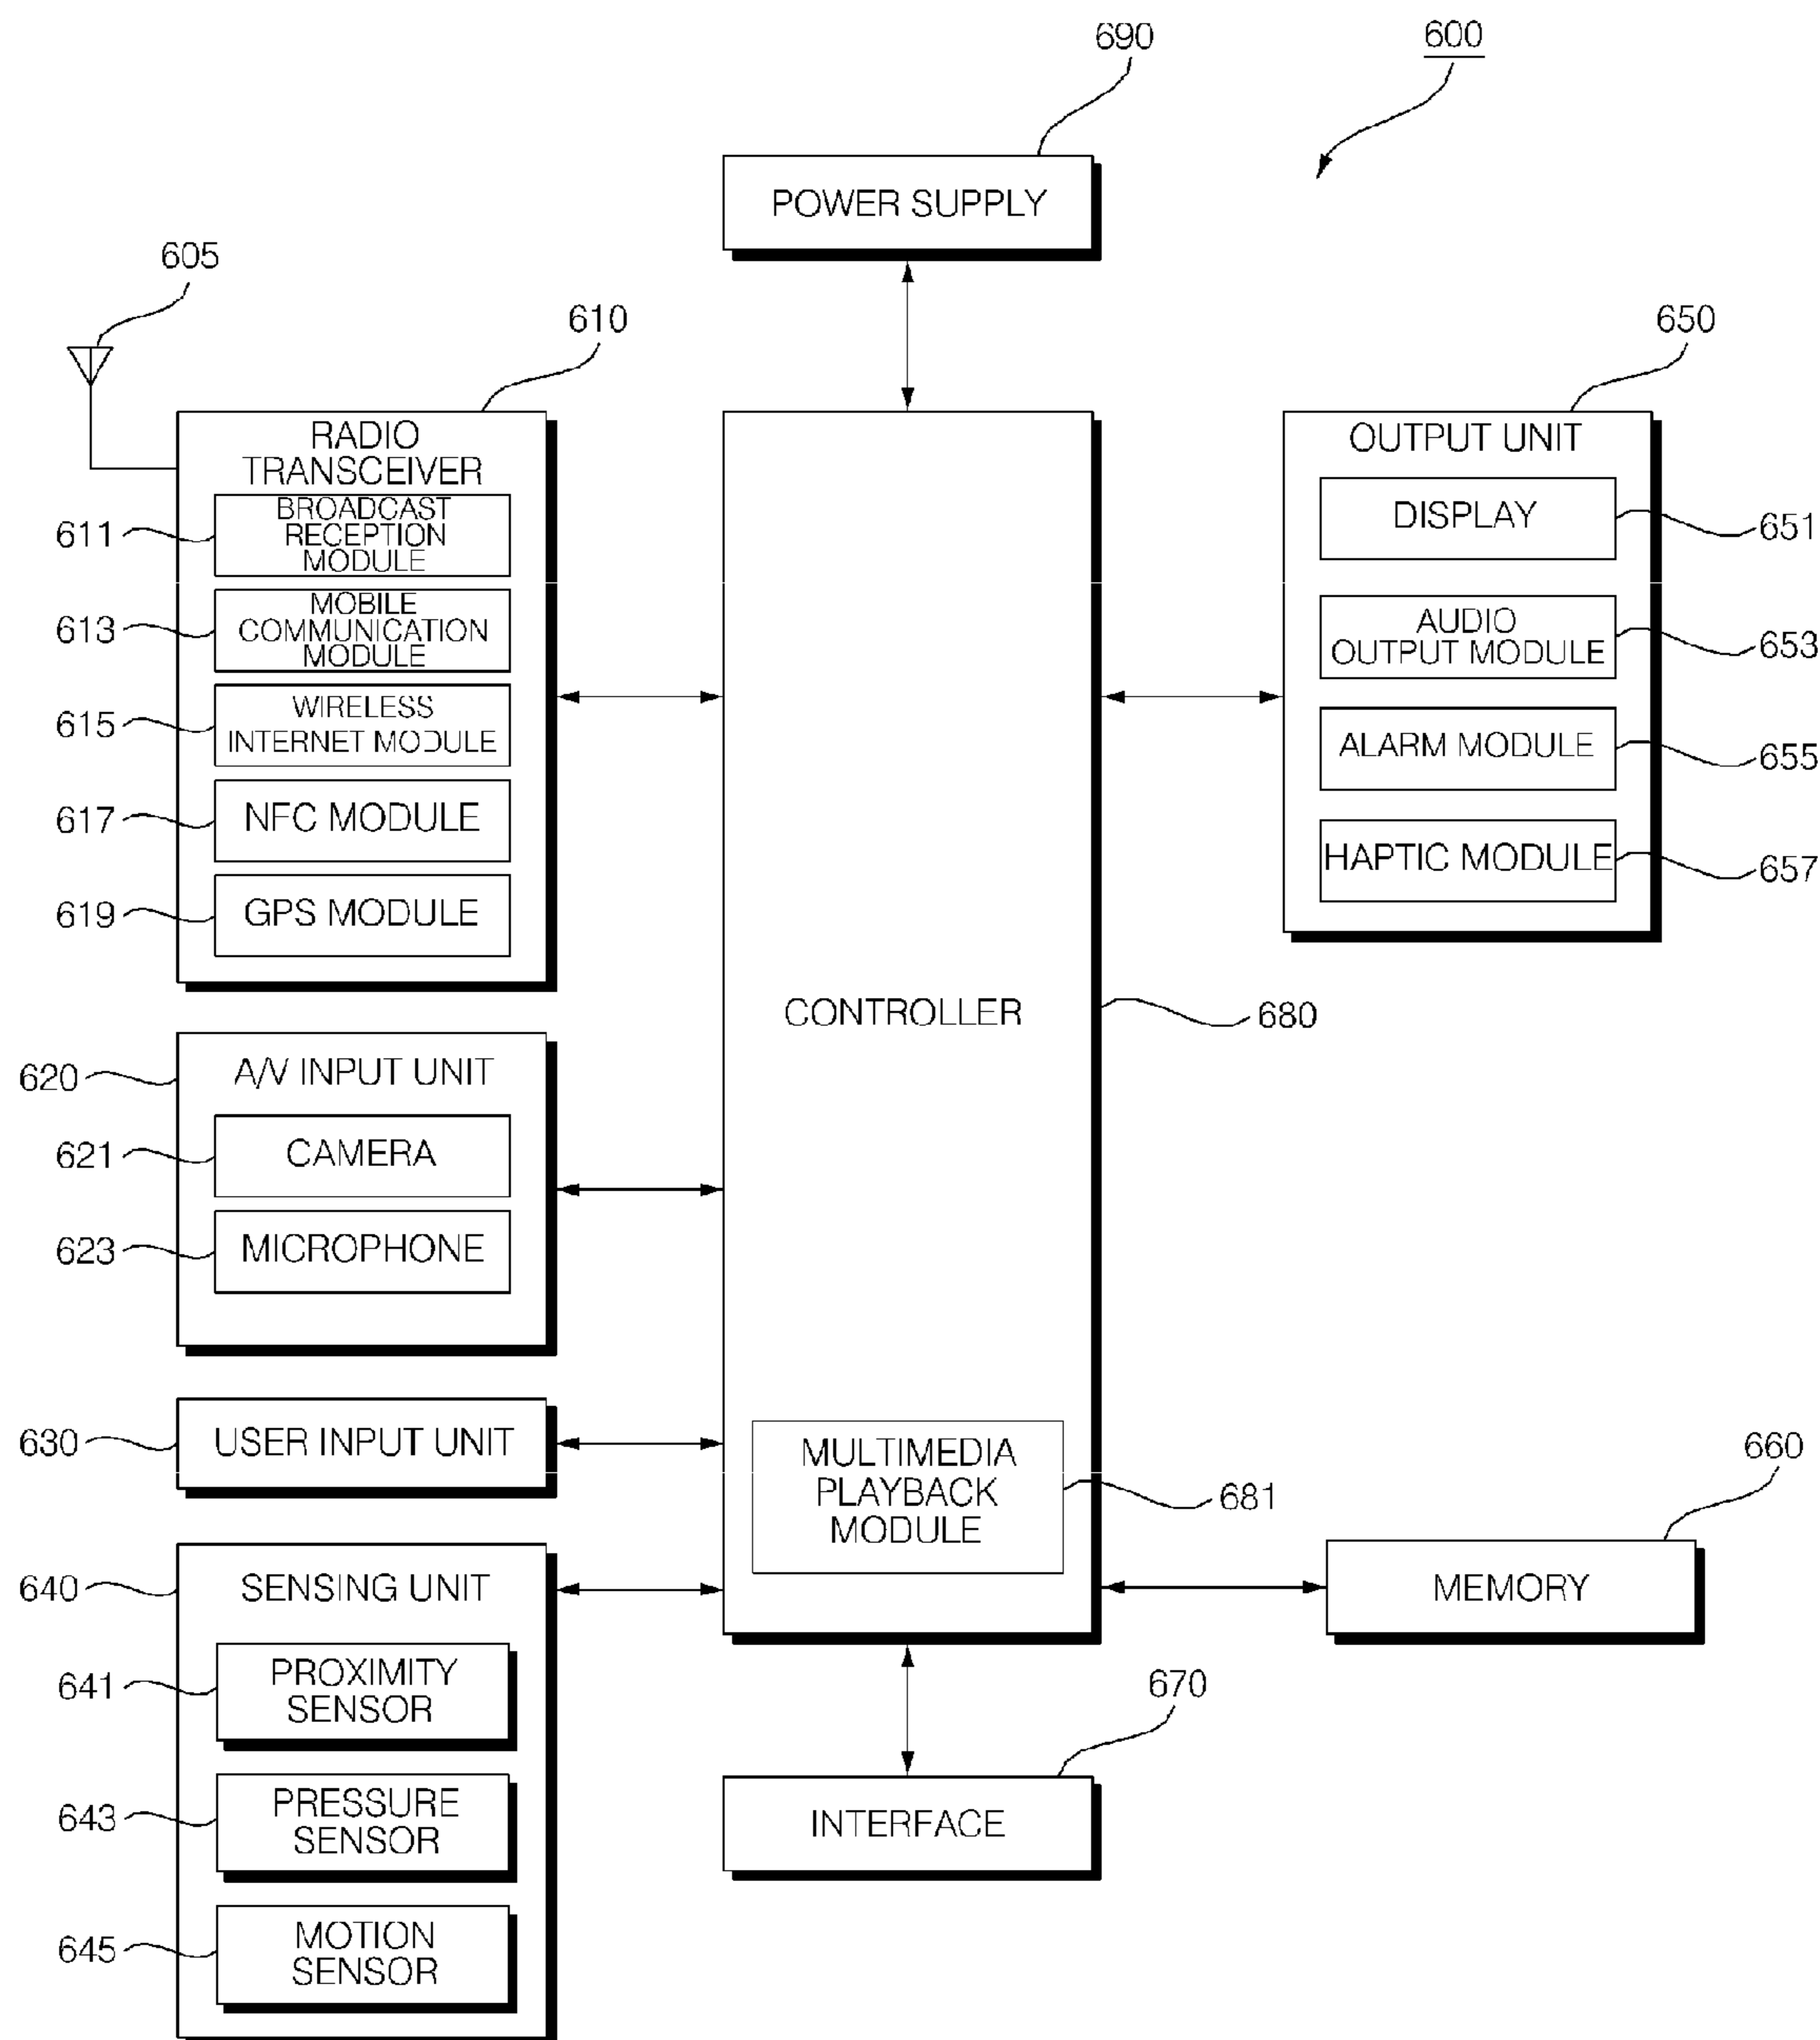 690
600
POWER SUPPLY
605
610
RADIO
TRANSCEIVER
611
BROADCAST
RECEPTION
MODULE
613
MOBILE
COMMUNICATION
MODULE
615
WIRELESS
INTERNET MODULE
617
NFC MODULE
619
GPS MODULE
620
A/V INPUT UNIT
621
CAMERA
623
MICROPHONE
630
USER INPUT UNIT
640
SENSING UNIT
641
PROXIMITY
SENSOR
643
PRESSURE
SENSOR
645
MOTION
SENSOR
CONTROLLER
680
MULTIMEDIA
PLAYBACK
MODULE
681
650
OUTPUT UNIT
DISPLAY
651
AUDIO
OUTPUT MODULE
653
ALARM MODULE
655
HAPTIC MODULE
657
660
MEMORY
670
INTERFACE